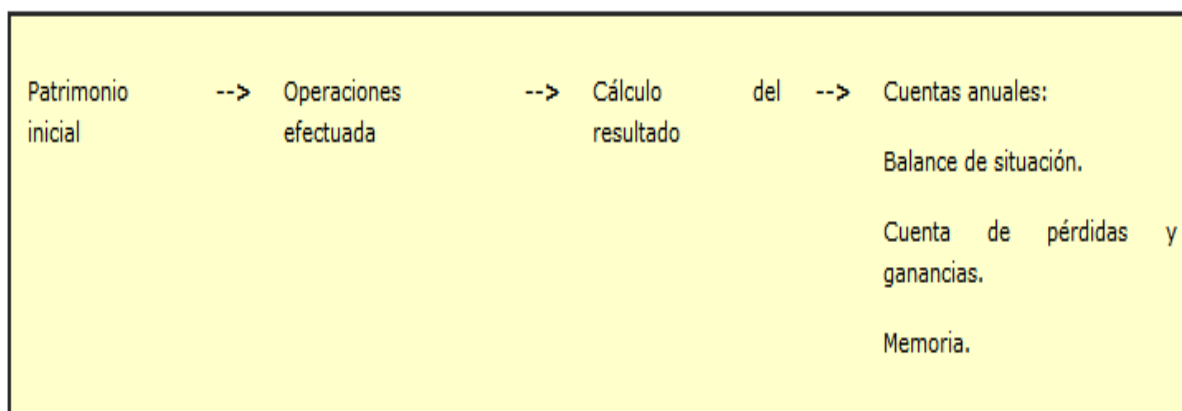 Patrimonio inicial --> Operaciones efectuada --> Cálculo del resultado --> Cuentas anuales:
Balance de situación.
Cuenta de pérdidas y
ganancias.
Memoria.